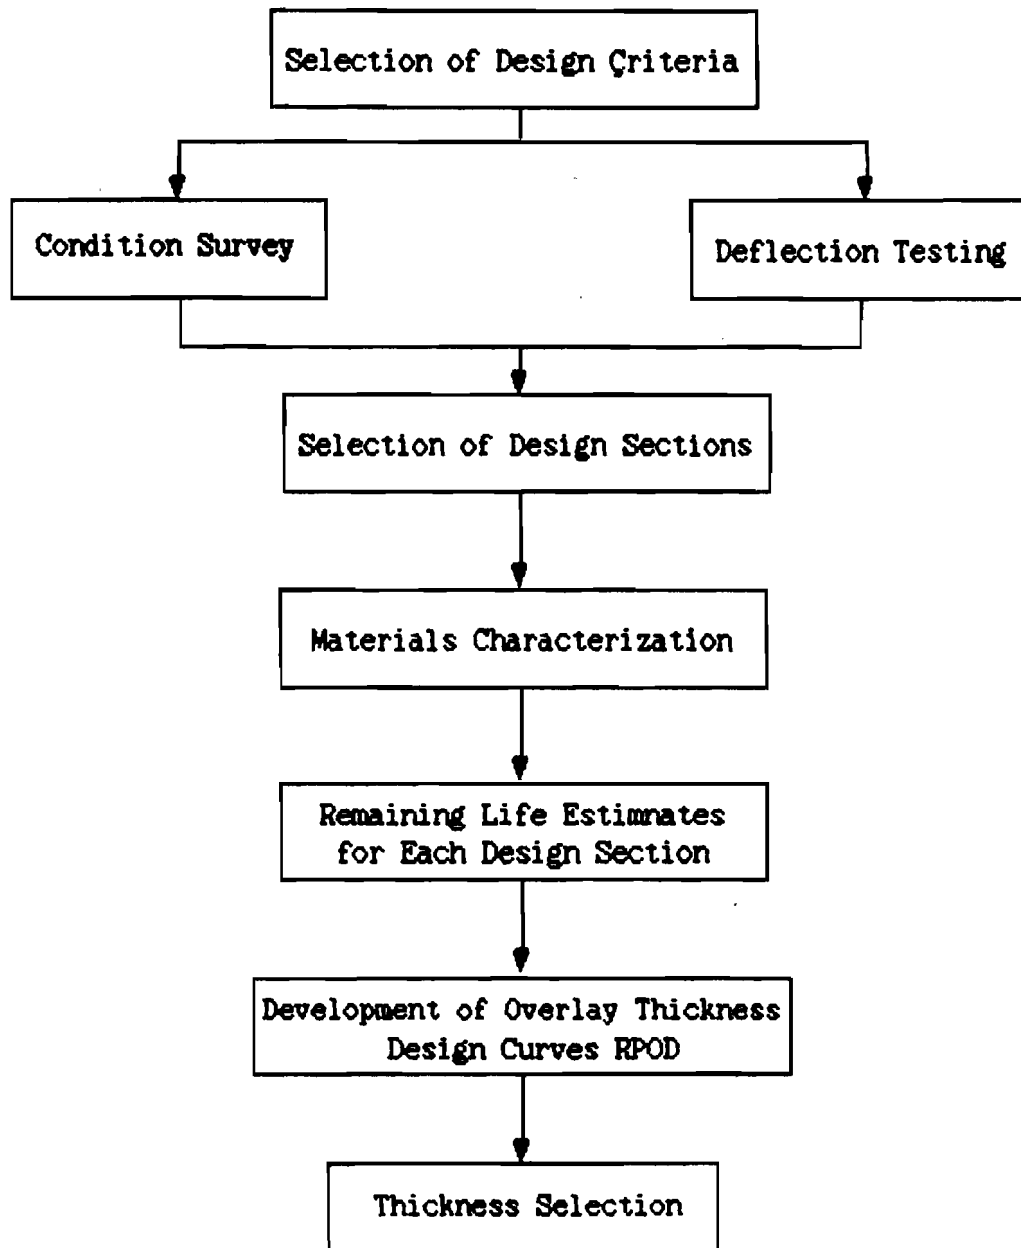 Selection of Design Criteria
Condition Survey
Deflection Testing
Selection of Design Sections
Materials Characterization
Remaining Life Estimnates
for Each Design Section
Development of Overlay Thickness
Design Curves RPOD
Thickness Selection